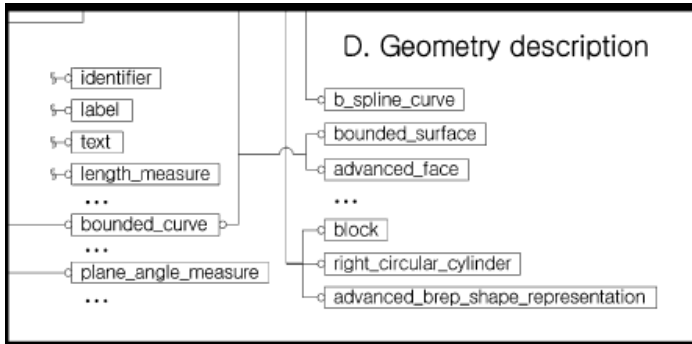 D. Geometry description
identifier
label
text
length_measure
...
bounded_curve
...
plane_angle_measure
...
b_spline_curve
bounded_surface
advanced_face
...
block
right_circular_cylinder
advanced_brep_shape_representation